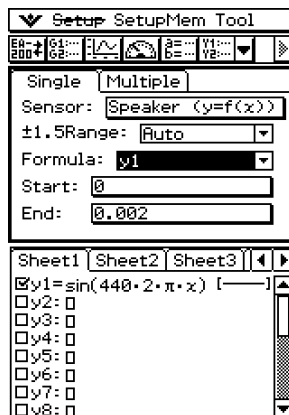 Setup SetupMem Tool
Single Multiple
Sensor: Speaker (y=f(x))
±1.5Range: Auto
Formula: y1
Start: 0
End: 0.002
Sheet1 Sheet2 Sheet3
y1=sin(440·2·π·x) [—]
y2:▯
y3:▯
y4:▯
y5:▯
y6:▯
y7:▯
y8:▯